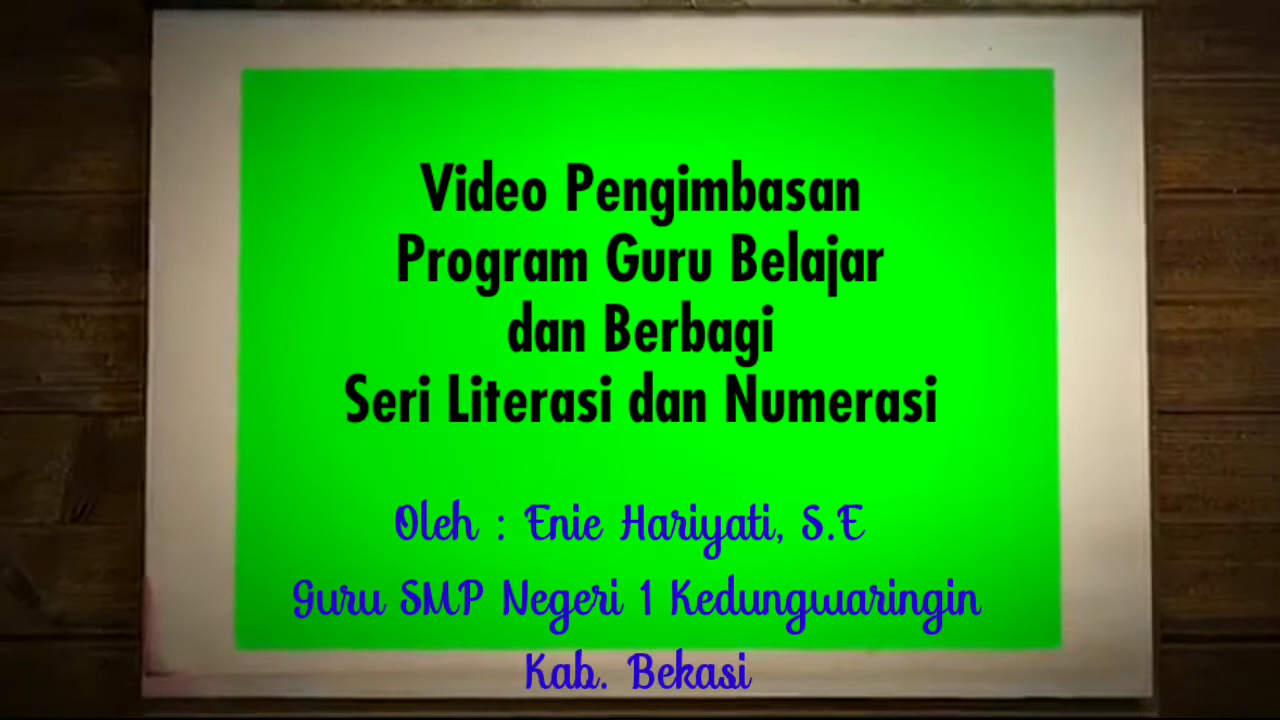 Video Pengimbasan
Program Guru Belajar
dan Berbagi
Seri Literasi dan Numerasi
Oleh : Enie Hariyati, S.E
Guru SMP Negeri 1 Kedungwaringin
Kab. Bekasi